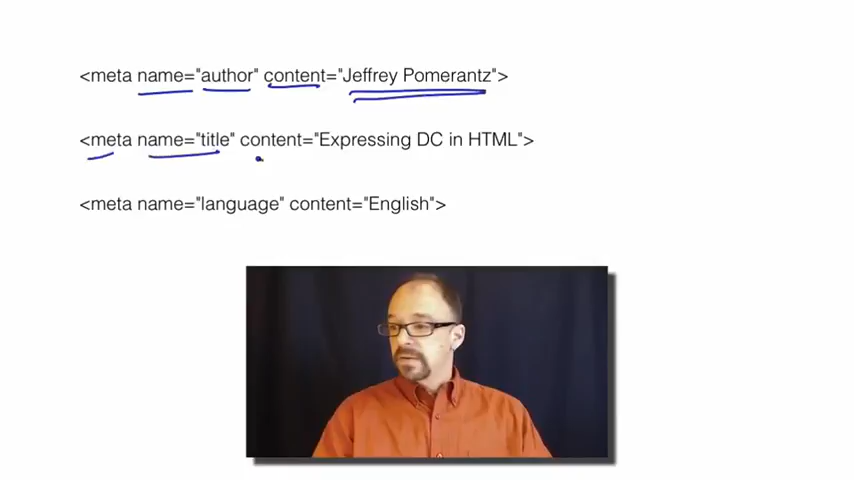 <meta name="author" content="Jeffrey Pomerantz">
<meta name="title" content="Expressing DC in HTML">
<meta name="language" content="English">